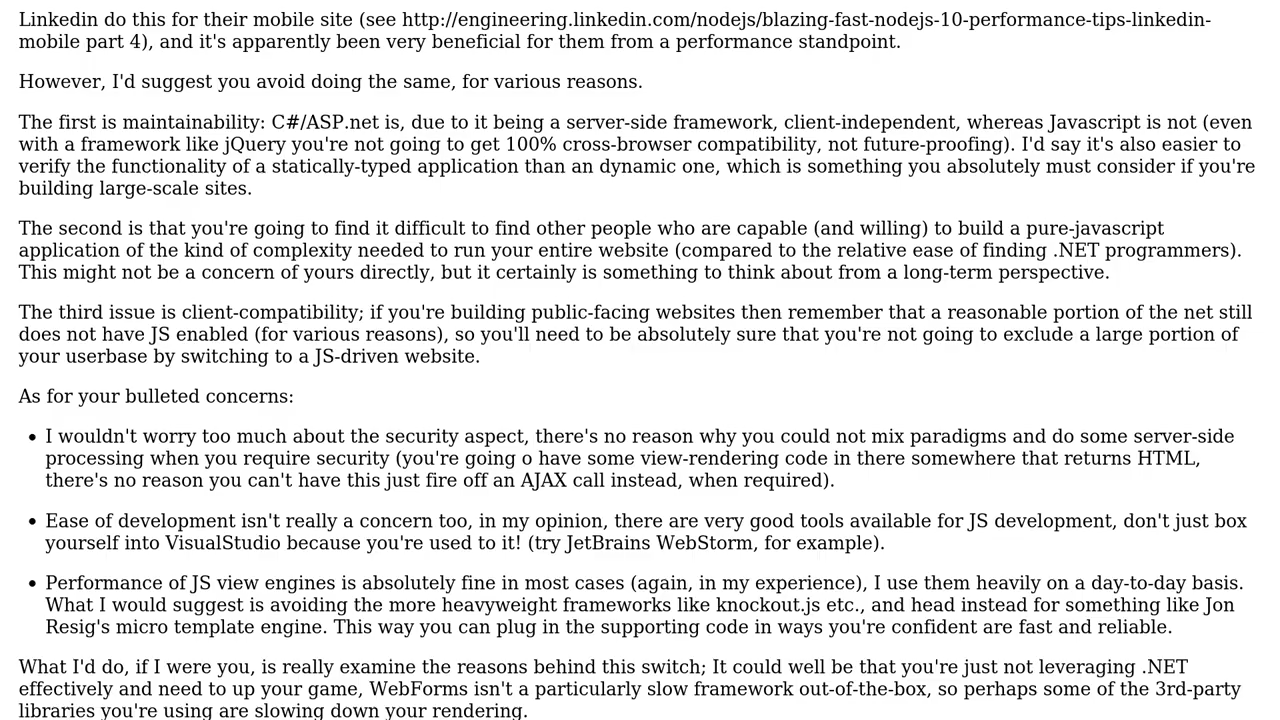 Linkedin do this for their mobile site (see http://engineering.linkedin.com/nodejs/blazing-fast-nodejs-10-performance-tips-linkedin-
mobile part 4), and it's apparently been very beneficial for them from a performance standpoint.
However, I'd suggest you avoid doing the same, for various reasons.
The first is maintainability: C#/ASP.net is, due to it being a server-side framework, client-independent, whereas Javascript is not (even
with a framework like jQuery you're not going to get 100% cross-browser compatibility, not future-proofing). I'd say it's also easier to
verify the functionality of a statically-typed application than an dynamic one, which is something you absolutely must consider if you're
building large-scale sites.
The second is that you're going to find it difficult to find other people who are capable (and willing) to build a pure-javascript
application of the kind of complexity needed to run your entire website (compared to the relative ease of finding .NET programmers).
This might not be a concern of yours directly, but it certainly is something to think about from a long-term perspective.
The third issue is client-compatibility; if you're building public-facing websites then remember that a reasonable portion of the net still
does not have JS enabled (for various reasons), so you'll need to be absolutely sure that you're not going to exclude a large portion of
your userbase by switching to a JS-driven website.
As for your bulleted concerns:
• I wouldn't worry too much about the security aspect, there's no reason why you could not mix paradigms and do some server-side
processing when you require security (you're going o have some view-rendering code in there somewhere that returns HTML,
there's no reason you can't have this just fire off an AJAX call instead, when required).
• Ease of development isn't really a concern too, in my opinion, there are very good tools available for JS development, don't just box
yourself into VisualStudio because you're used to it! (try JetBrains WebStorm, for example).
• Performance of JS view engines is absolutely fine in most cases (again, in my experience), I use them heavily on a day-to-day basis.
What I would suggest is avoiding the more heavyweight frameworks like knockout.js etc., and head instead for something like Jon
Resig's micro template engine. This way you can plug in the supporting code in ways you're confident are fast and reliable.
What I'd do, if I were you, is really examine the reasons behind this switch; It could well be that you're just not leveraging .NET
effectively and need to up your game, WebForms isn't a particularly slow framework out-of-the-box, so perhaps some of the 3rd-party
libraries you're using are slowing down your rendering.